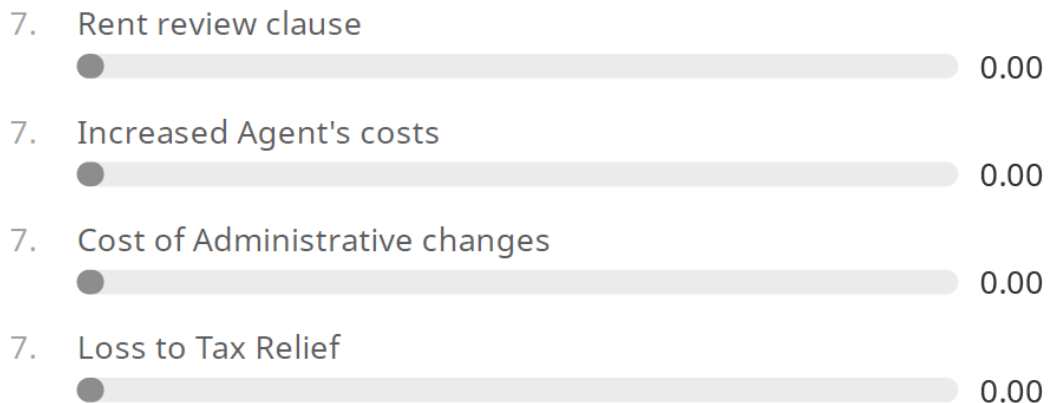 7. Rent review clause
0.00
7. Increased Agent's costs
0.00
7. Cost of Administrative changes
0.00
7. Loss to Tax Relief
0.00